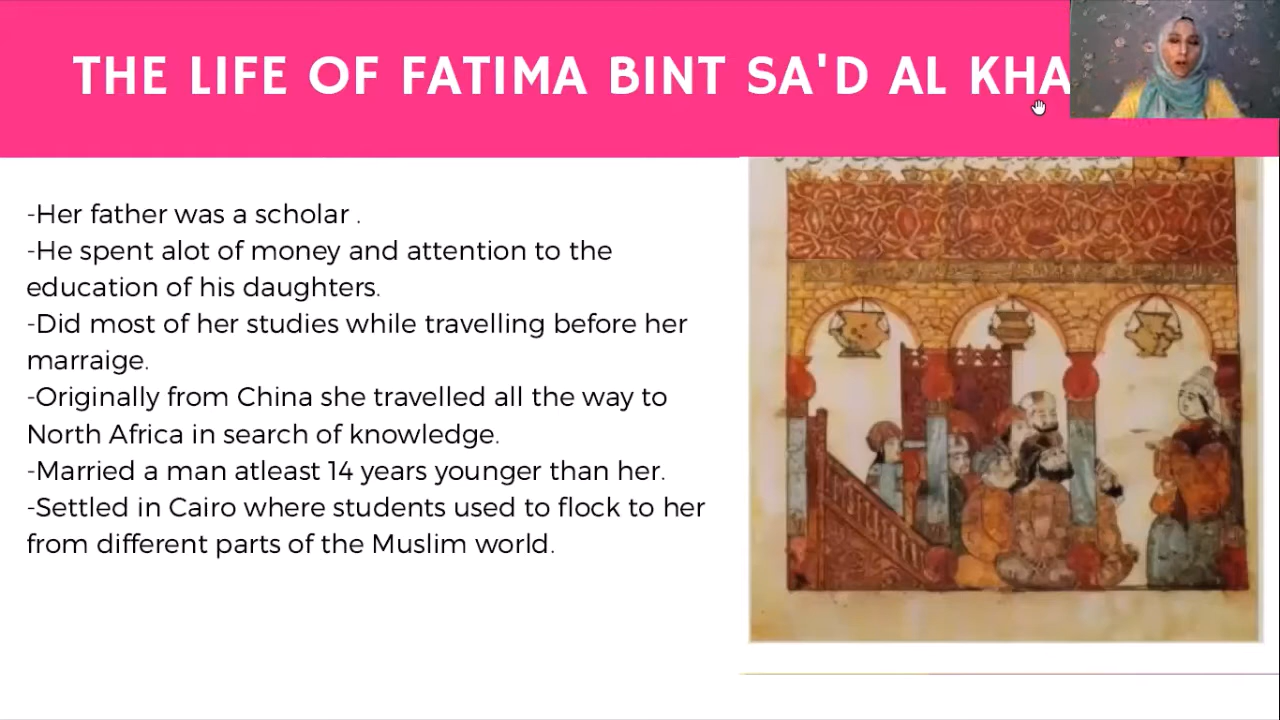 THE LIFE OF FATIMA BINT SA'D AL KHA
-Her father was a scholar .
-He spent alot of money and attention to the
education of his daughters.
-Did most of her studies while travelling before her
marraige.
-Originally from China she travelled all the way to
North Africa in search of knowledge.
-Married a man atleast 14 years younger than her.
-Settled in Cairo where students used to flock to her
from different parts of the Muslim world.